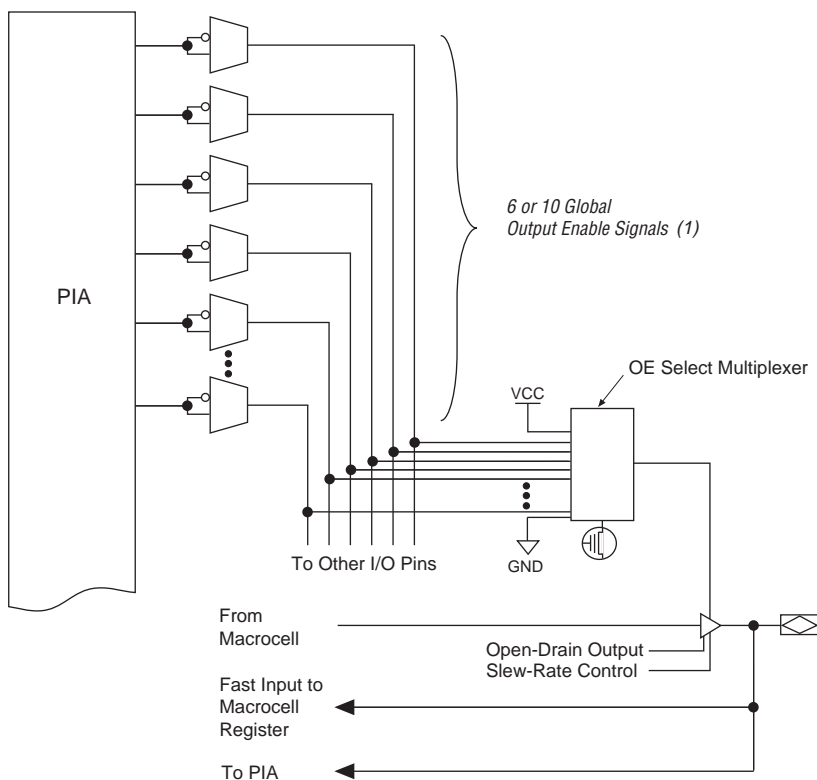 PIA
6 or 10 Global
Output Enable Signals (1)
OE Select Multiplexer
VCC
To Other I/O Pins
GND
From
Macrocell
Open-Drain Output
Slew-Rate Control
Fast Input to
Macrocell
Register
To PIA